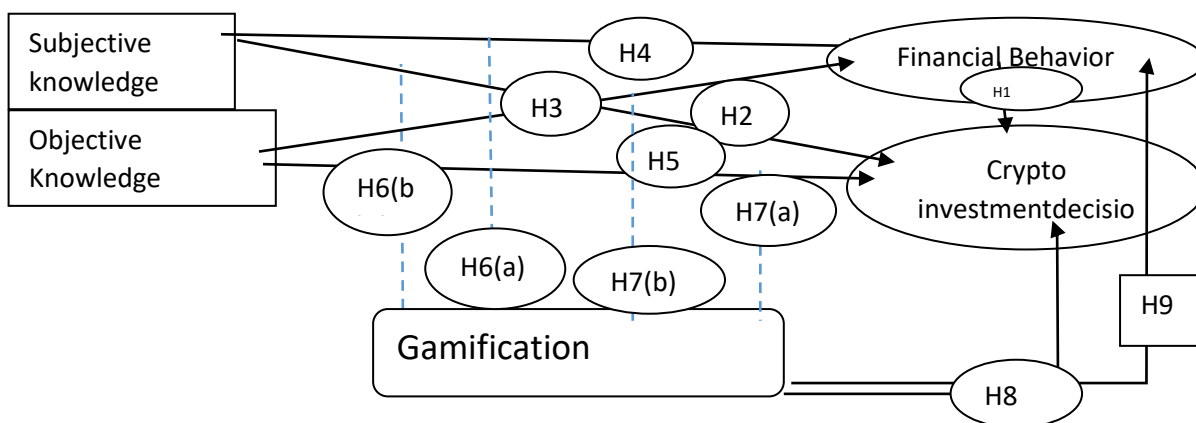 Subjective
knowledge
H4
Financial Behavior
H1
H3
H2
Objective
Knowledge
H5
Crypto
investmentdecisio
H6(b
H7(a)
H6(a)
H7(b)
H9
Gamification
H8